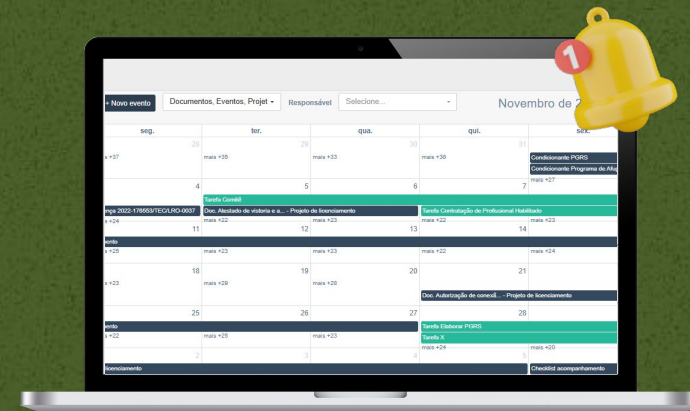 1
+ Novo evento
Documentos, Eventos, Projet
Responsável
Selecione...
Novembro de 2
seg.
ter.
qua.
qui.
sex.
28
29
30
31
+37
mais +35
mais +33
mais +38
Condicionante PGRS
Condicionante Programa de Afug
mais +27
4
5
6
7
Tarefa Comitê
nça 2022-176553/TEC/LRO-0037
Doc. Atestado de vistoria e a... - Projeto de licenciamento
Tarefa Contratação de Profissional Habilitado
+24
mais +22
mais +23
mais +22
mais +23
11
12
13
14
ento
+25
mais +23
mais +23
mais +22
mais +24
18
19
20
21
+23
mais +29
mais +28
Doc. Autorização de conexã... - Projeto de licenciamento
25
26
27
28
ento
Tarefa Elaborar PGRS
+22
mais +25
mais +23
Tarefa X
mais +24
mais +20
2
3
4
5
licenciamento
Checklist acompanhamento